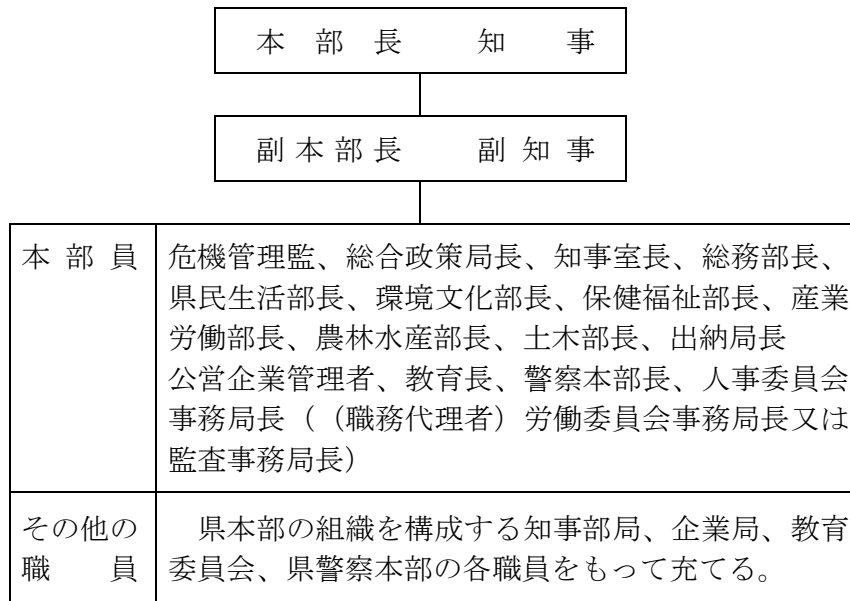 本部長　知事
副本部長　副知事
本部員
危機管理監、総合政策局長、知事室長、総務部長、
県民生活部長、環境文化部長、保健福祉部長、産業
労働部長、農林水産部長、土木部長、出納局長
公営企業管理者、教育長、警察本部長、人事委員会
事務局長（（職務代理者）労働委員会事務局長又は
監査事務局長）
その他の
職員
県本部の組織を構成する知事部局、企業局、教育
委員会、県警察本部の各職員をもって充てる。